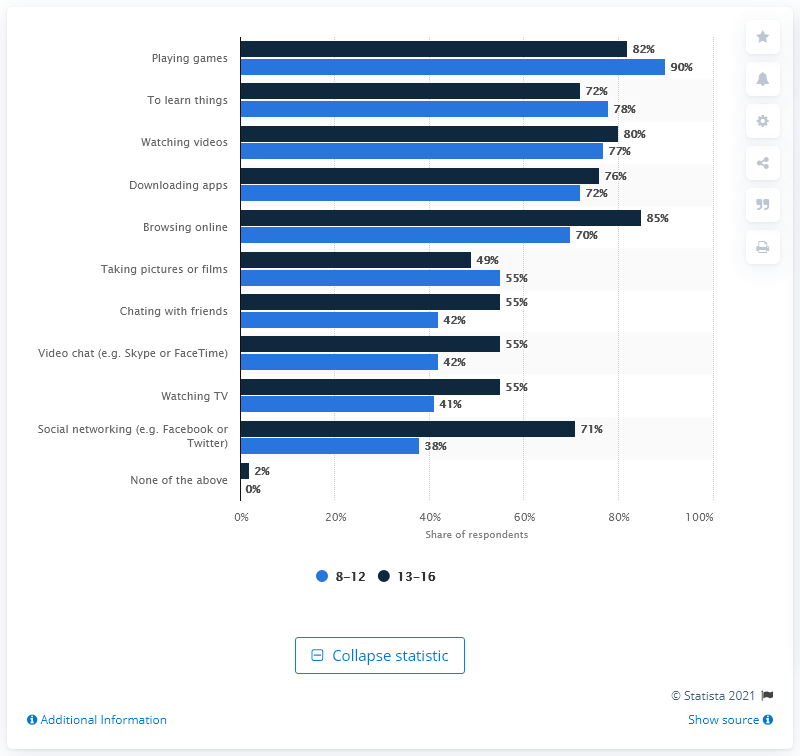 Playing games
82%
90%
To learn things
72%
78%
Watching videos
80%
77%
Downloading apps
76%
72%
Browsing online
85%
70%
Taking pictures or films
49%
55%
Chating with friends
55%
42%
Video chat (e.g. Skype or FaceTime)
55%
42%
Watching TV
55%
41%
Social networking (e.g. Facebook or
Twitter)
71%
38%
None of the above
2%
0%
0% 20% 40% 60% 80% 100%
Share of respondents
8–12 13–16
Collapse statistic
© Statista 2021
Additional Information Show source